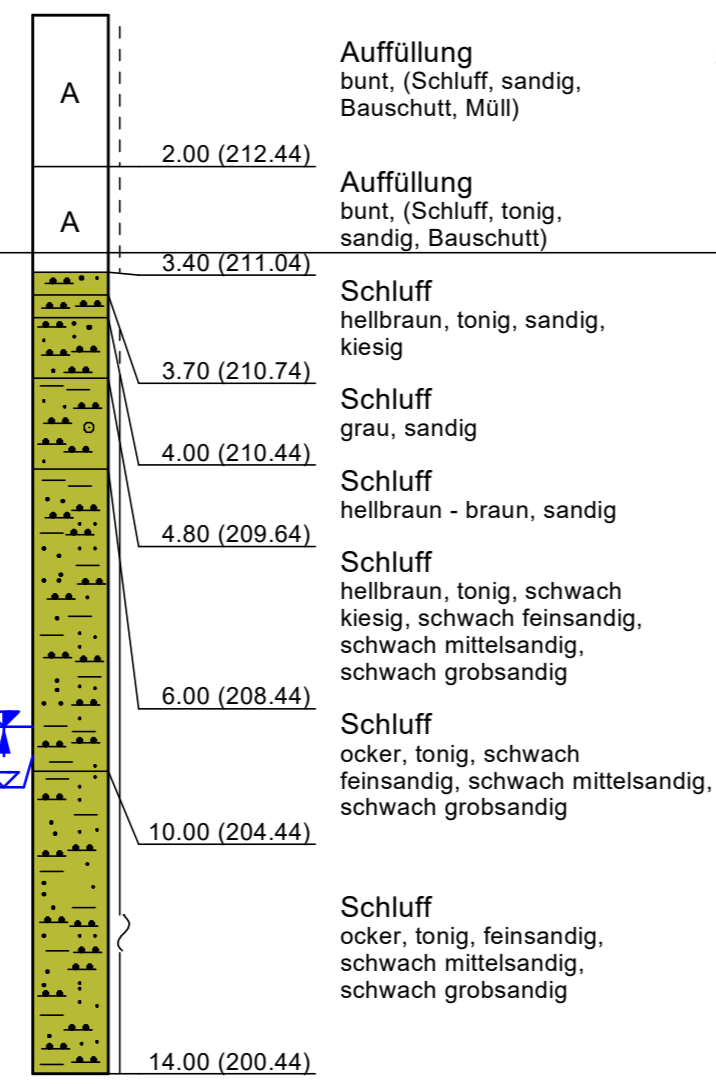 A
Auffüllung
bunt, (Schluff, sandig,
Bauschutt, Müll)
2.00 (212.44)
A
Auffüllung
bunt, (Schluff, tonig,
sandig, Bauschutt)
3.40 (211.04)
Schluff
hellbraun, tonig, sandig,
kiesig
3.70 (210.74)
Schluff
grau, sandig
4.00 (210.44)
Schluff
hellbraun - braun, sandig
4.80 (209.64)
Schluff
hellbraun, tonig, schwach
kiesig, schwach feinsandig,
schwach mittelsandig,
schwach grobsandig
6.00 (208.44)
Schluff
ocker, tonig, schwach
feinsandig, schwach mittelsandig,
schwach grobsandig
10.00 (204.44)
Schluff
ocker, tonig, feinsandig,
schwach mittelsandig,
schwach grobsandig
14.00 (200.44)